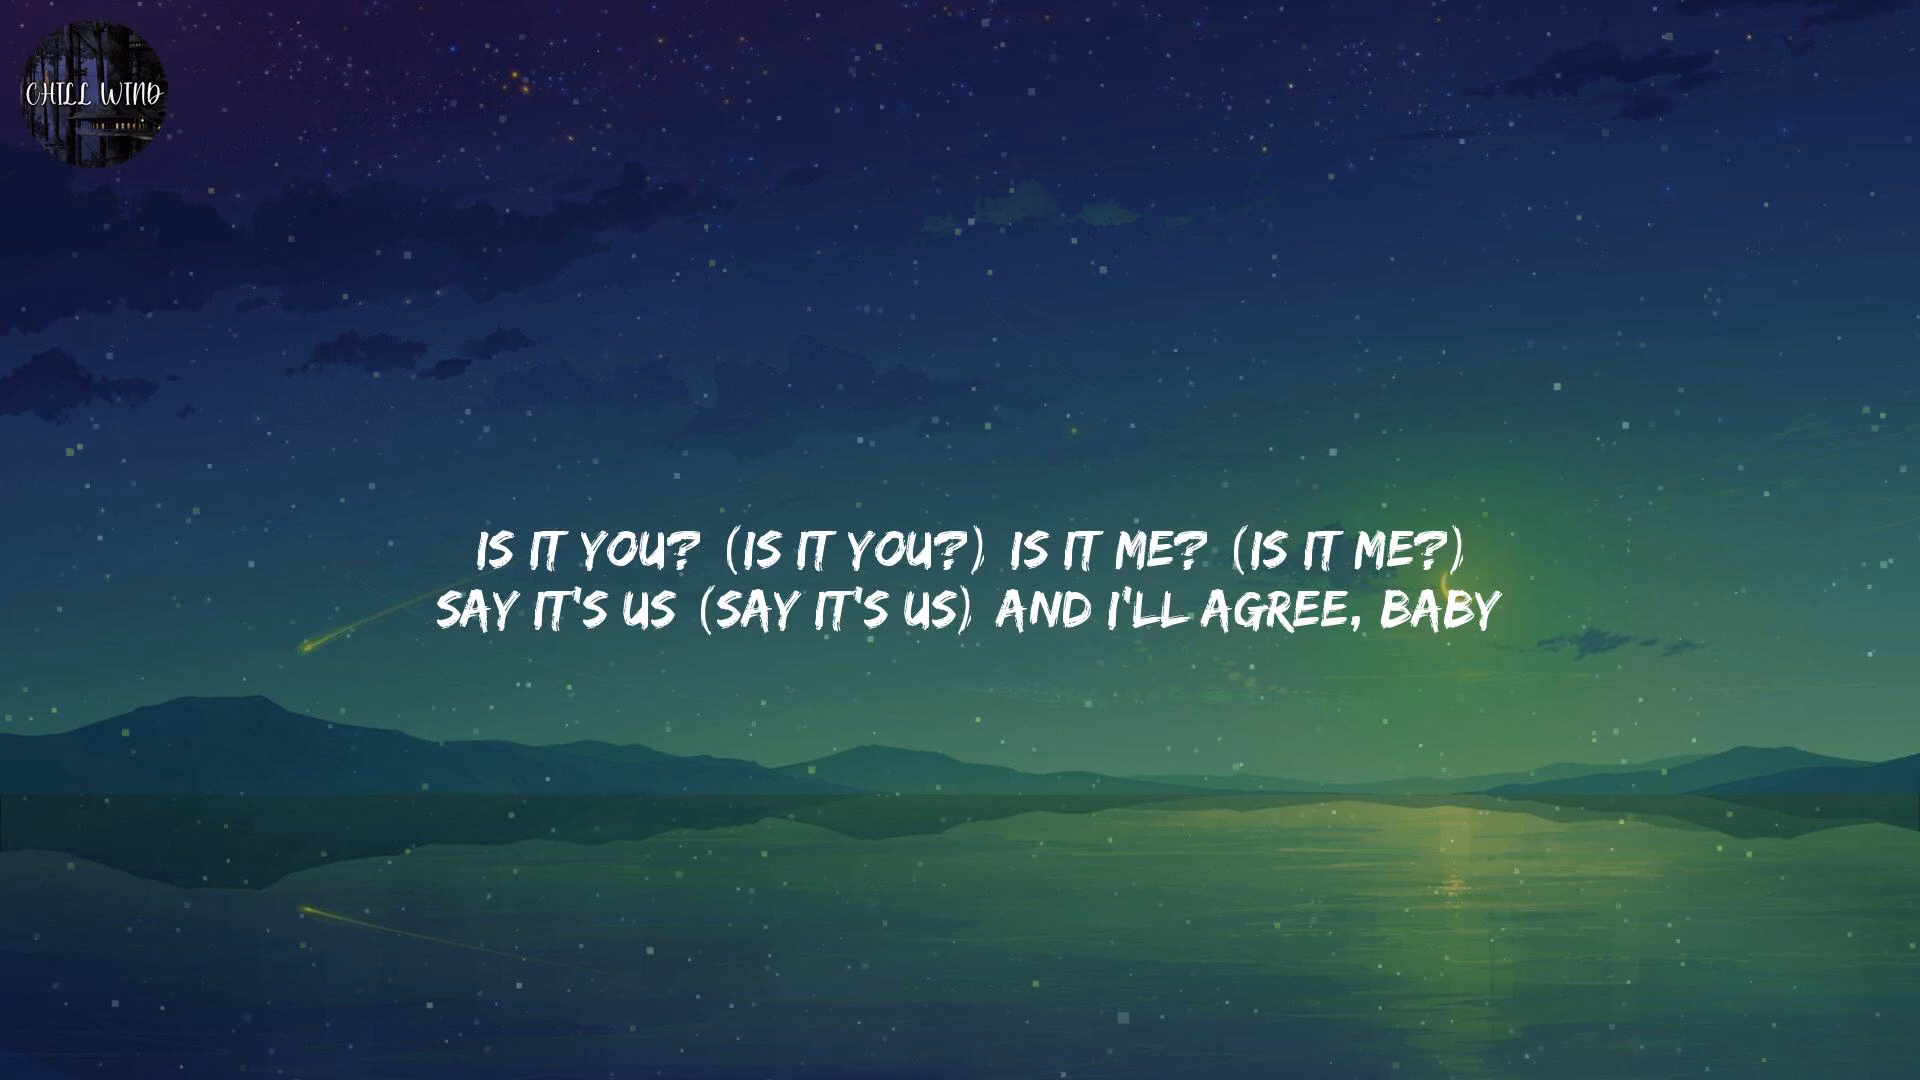 CHILL WIND
IS IT YOU? (IS IT YOU?) IS IT ME? (IS IT ME?)
SAY IT'S US (SAY IT'S US) AND I'LL AGREE, BABY